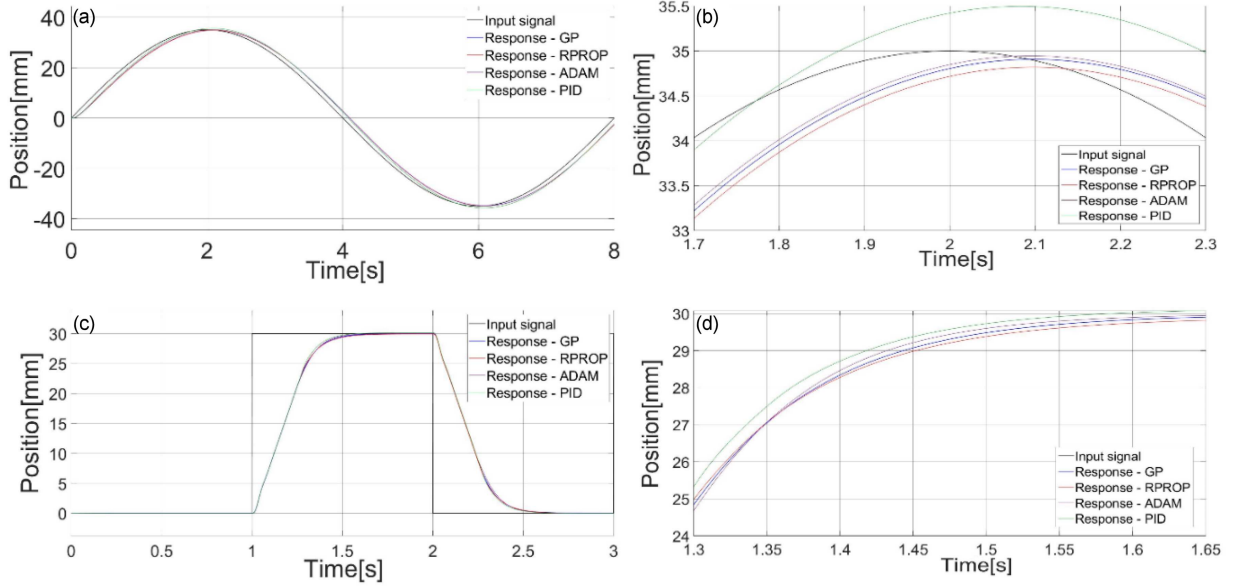 (a)
Position[mm]
40
20
0
-20
-40
0 2 4 6 8
Time[s]
Input signal
Response - GP
Response - RPROP
Response - ADAM
Response - PID
(b)
Position[mm]
35.5
35
34.5
34
33.5
33
1.7 1.8 1.9 2 2.1 2.2 2.3
Time[s]
Input signal
Response - GP
Response - RPROP
Response - ADAM
Response - PID
(c)
Position[mm]
30
25
20
15
10
5
0
0 0.5 1 1.5 2 2.5 3
Time[s]
Input signal
Response - GP
Response - RPROP
Response - ADAM
Response - PID
(d)
Position[mm]
30
29
28
27
26
25
24
1.3 1.35 1.4 1.45 1.5 1.55 1.6 1.65
Time[s]
Input signal
Response - GP
Response - RPROP
Response - ADAM
Response - PID